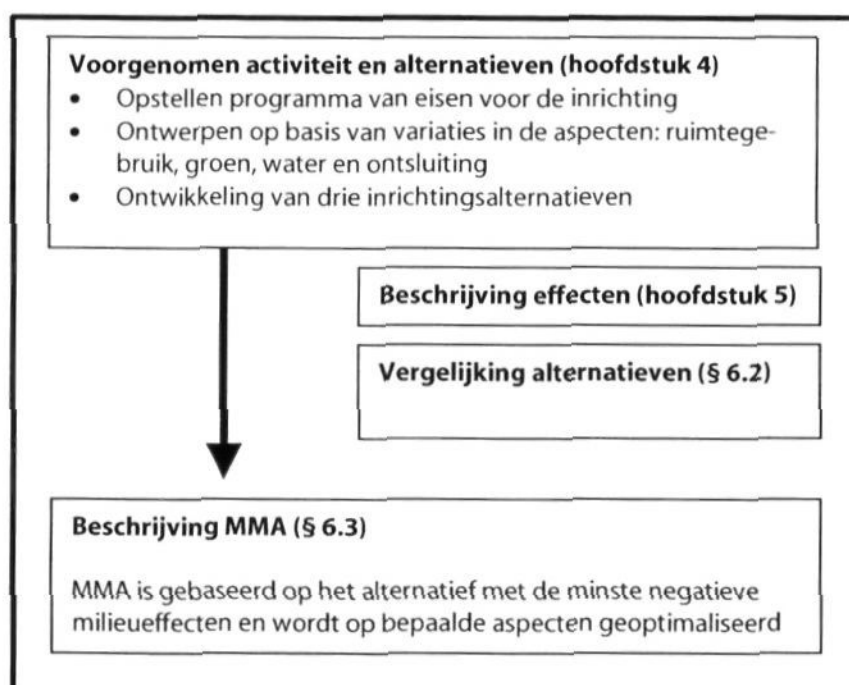 Voorgenomen activiteit en alternatieven (hoofdstuk 4)
• Opstellen programma van eisen voor de inrichting
• Ontwerpen op basis van variaties in de aspecten: ruimtege-
bruik, groen, water en ontsluiting
• Ontwikkeling van drie inrichtingsalternatieven
Beschrijving effecten (hoofdstuk 5)
Vergelijking alternatieven (§ 6.2)
Beschrijving MMA (§ 6.3)
MMA is gebaseerd op het alternatief met de minste negatieve
milieueffecten en wordt op bepaalde aspecten geoptimaliseerd